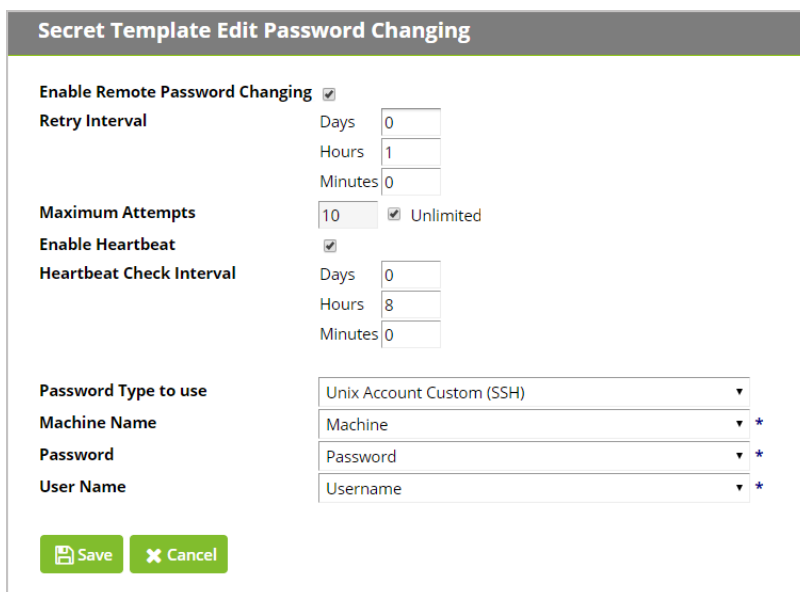 Secret Template Edit Password Changing
Enable Remote Password Changing
Retry Interval Days 0
Hours 1
Minutes 0
Maximum Attempts 10 Unlimited
Enable Heartbeat
Heartbeat Check Interval Days 0
Hours 8
Minutes 0
Password Type to use Unix Account Custom (SSH)
Machine Name Machine *
Password Password *
User Name Username *
Save Cancel